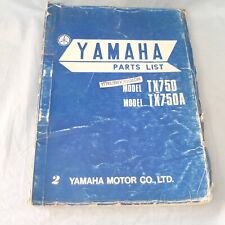 YAMAHA
PARTS LIST
MODEL TX750
MODEL TX750A
2 YAMAHA MOTOR CO., LTD.